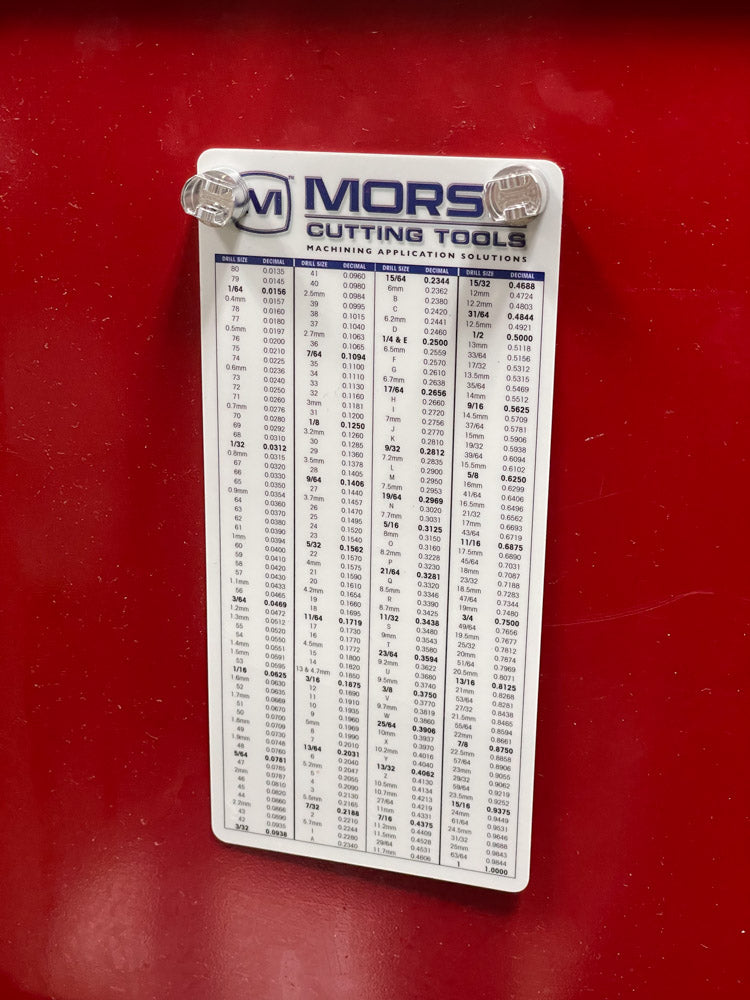 M™ MORS
CUTTING TOOLS
MACHINING APPLICATION SOLUTIONS
DRILL SIZE DECIMAL
80 0.0135
79 0.0145
1/64 0.0156
0.4mm 0.0157
78 0.0160
77 0.0180
0.5mm 0.0197
76 0.0200
75 0.0210
74 0.0225
0.6mm 0.0236
73 0.0240
72 0.0250
71 0.0260
0.7mm 0.0276
70 0.0280
69 0.0292
68 0.0310
1/32 0.0312
0.8mm 0.0315
67 0.0320
66 0.0330
65 0.0350
0.9mm 0.0354
64 0.0360
63 0.0370
62 0.0380
61 0.0390
1mm 0.0394
60 0.0400
59 0.0410
58 0.0420
57 0.0430
1.1mm 0.0433
56 0.0465
3/64 0.0469
1.2mm 0.0472
1.3mm 0.0512
55 0.0520
54 0.0550
1.4mm 0.0551
1.5mm 0.0591
53 0.0595
1/16 0.0625
1.6mm 0.0630
52 0.0635
1.7mm 0.0669
51 0.0670
50 0.0700
1.8mm 0.0709
49 0.0730
1.9mm 0.0748
48 0.0760
5/64 0.0781
47 0.0785
2mm 0.0787
46 0.0810
45 0.0820
44 0.0860
2.2mm 0.0866
43 0.0890
42 0.0935
3/32 0.0938
DRILL SIZE DECIMAL
41 0.0960
40 0.0980
2.5mm 0.0984
39 0.0995
38 0.1015
37 0.1040
2.7mm 0.1063
36 0.1065
7/64 0.1094
35 0.1100
34 0.1110
33 0.1130
32 0.1160
3mm 0.1181
31 0.1200
1/8 0.1250
3.2mm 0.1260
30 0.1285
29 0.1360
3.5mm 0.1378
28 0.1405
9/64 0.1406
27 0.1440
3.7mm 0.1457
26 0.1470
25 0.1495
24 0.1520
23 0.1540
5/32 0.1562
22 0.1570
4mm 0.1575
21 0.1590
20 0.1610
4.2mm 0.1654
19 0.1660
18 0.1695
11/64 0.1719
17 0.1730
16 0.1770
4.5mm 0.1772
15 0.1800
14 0.1820
13 & 4.7mm 0.1850
3/16 0.1875
12 0.1890
11 0.1910
10 0.1935
9 0.1960
5mm 0.1969
8 0.1990
7 0.2010
13/64 0.2031
6 0.2040
5.2mm 0.2047
5 0.2055
4 0.2090
3 0.2130
5.5mm 0.2165
7/32 0.2188
2 0.2210
5.7mm 0.2244
1 0.2280
A 0.2340
DRILL SIZE DECIMAL
15/64 0.2344
6mm 0.2362
B 0.2380
C 0.2420
6.2mm 0.2441
D 0.2460
1/4 & E 0.2500
6.5mm 0.2559
F 0.2570
G 0.2610
6.7mm 0.2638
17/64 0.2656
H 0.2660
I 0.2720
7mm 0.2756
J 0.2770
K 0.2810
9/32 0.2812
7.2mm 0.2835
L 0.2900
M 0.2950
7.5mm 0.2953
19/64 0.2969
N 0.3020
7.7mm 0.3031
5/16 0.3125
8mm 0.3150
O 0.3160
8.2mm 0.3228
P 0.3230
21/64 0.3281
Q 0.3320
8.5mm 0.3346
R 0.3390
8.7mm 0.3425
11/32 0.3438
S 0.3480
9mm 0.3543
T 0.3580
23/64 0.3594
9.2mm 0.3622
U 0.3680
9.5mm 0.3740
3/8 0.3750
V 0.3770
9.7mm 0.3819
W 0.3860
25/64 0.3906
10mm 0.3937
X 0.3970
10.2mm 0.4016
Y 0.4040
13/32 0.4062
Z 0.4130
10.5mm 0.4134
10.7mm 0.4213
27/64 0.4219
11mm 0.4331
7/16 0.4375
11.2mm 0.4409
11.5mm 0.4528
29/64 0.4531
11.7mm 0.4606
DRILL SIZE DECIMAL
15/32 0.4688
12mm 0.4724
12.2mm 0.4803
31/64 0.4844
12.5mm 0.4921
1/2 0.5000
13mm 0.5118
33/64 0.5156
17/32 0.5312
13.5mm 0.5315
35/64 0.5469
14mm 0.5512
9/16 0.5625
14.5mm 0.5709
37/64 0.5781
15mm 0.5906
19/32 0.5938
39/64 0.6094
15.5mm 0.6102
5/8 0.6250
16mm 0.6299
41/64 0.6406
16.5mm 0.6496
21/32 0.6562
17mm 0.6693
43/64 0.6719
11/16 0.6875
17.5mm 0.6890
45/64 0.7031
18mm 0.7087
23/32 0.7188
18.5mm 0.7283
47/64 0.7344
19mm 0.7480
3/4 0.7500
49/64 0.7656
19.5mm 0.7677
25/32 0.7812
20mm 0.7874
51/64 0.7969
20.5mm 0.8071
13/16 0.8125
21mm 0.8268
53/64 0.8281
27/32 0.8438
21.5mm 0.8465
55/64 0.8594
22mm 0.8661
7/8 0.8750
22.5mm 0.8858
57/64 0.8906
23mm 0.9055
29/32 0.9062
59/64 0.9219
23.5mm 0.9252
15/16 0.9375
24mm 0.9449
61/64 0.9531
24.5mm 0.9646
31/32 0.9688
25mm 0.9843
63/64 0.9844
1 1.0000